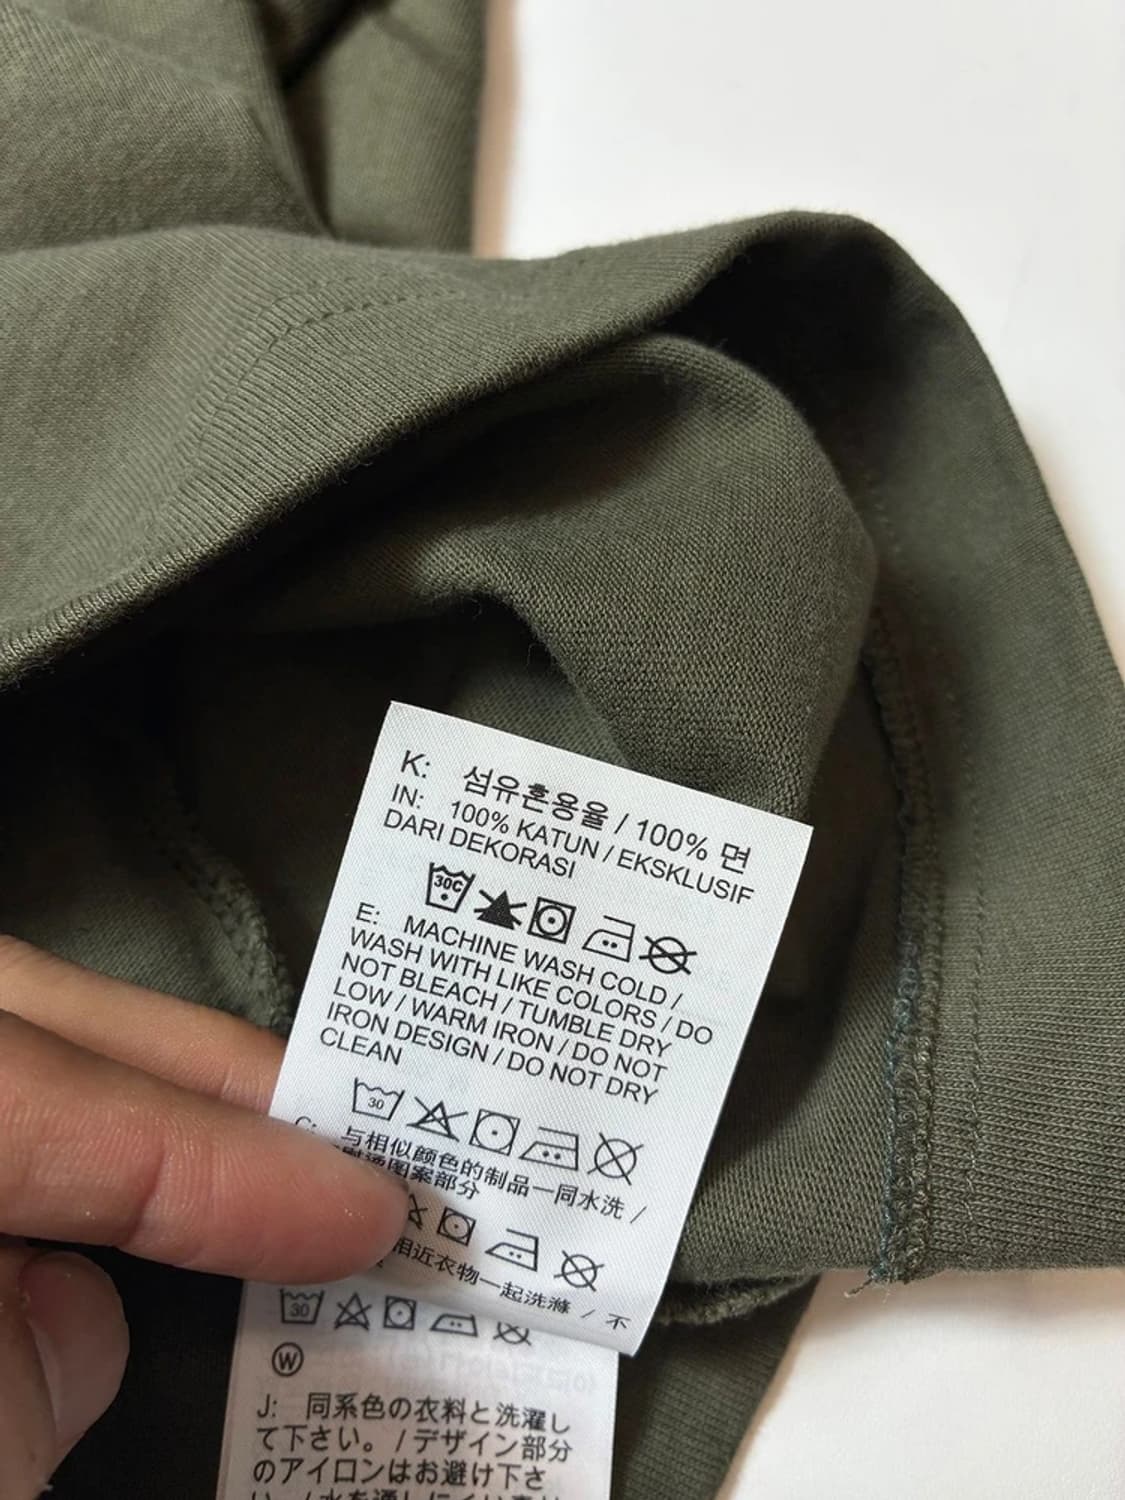 K: 섬유혼용율 / 100% 면
IN: 100% KATUN / EKSKLUSIF
DARI DEKORASI
30C
E: MACHINE WASH COLD /
WASH WITH LIKE COLORS / DO
NOT BLEACH / TUMBLE DRY
LOW / WARM IRON / DO NOT
IRON DESIGN / DO NOT DRY
CLEAN
30
C: 与相似颜色的制品一同水洗 /
熨烫图案部分
相近衣物一起洗滌 / 不
30
W
J: 同系色の衣料と洗濯し
て下さい。 / デザイン部分
のアイロンはお避け下さ
い。 /